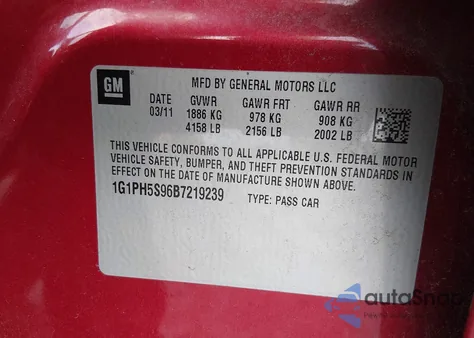 GM
MFD BY GENERAL MOTORS LLC
DATE GVWR GAWR FRT GAWR RR
03/11 1886 KG 978 KG 908 KG
4158 LB 2156 LB 2002 LB
THIS VEHICLE CONFORMS TO ALL APPLICABLE U.S. FEDERAL MOTOR
VEHICLE SAFETY, BUMPER, AND THEFT PREVENTION STANDARDS IN
EFFECT ON THE DATE OF MANUFACTURE SHOWN ABOVE.
1G1PH5S96B7219239 TYPE: PASS CAR
autoSnap